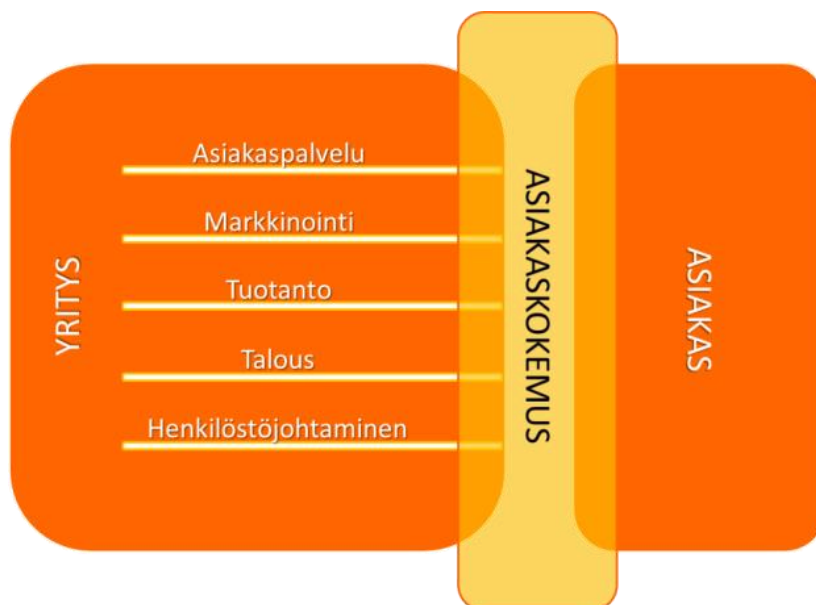 YRITYS
Asiakaspalvelu
Markkinointi
Tuotanto
Talous
Henkilöstöjohtaminen
ASIAKASKOKEMUS
ASIAKAS